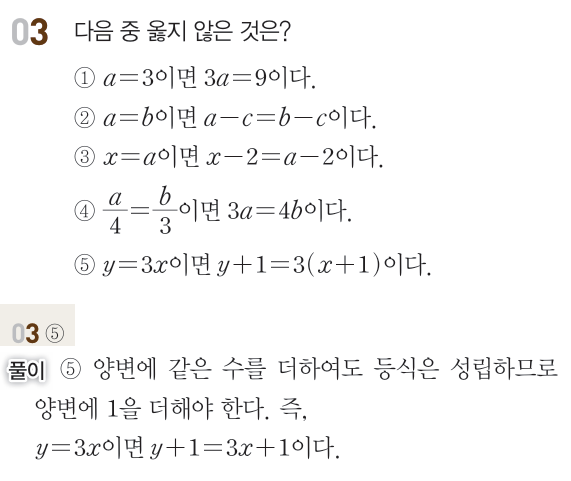 03 다음 중 옳지 않은 것은?
① a=3이면 3a=9이다.
② a=b이면 a-c=b-c이다.
③ x=a이면 x-2=a-2이다.
④ a/4=b/3이면 3a=4b이다.
⑤ y=3x이면 y+1=3(x+1)이다.
03 ⑤
풀이 ⑤ 양변에 같은 수를 더하여도 등식은 성립하므로
양변에 1을 더해야 한다. 즉,
y=3x이면 y+1=3x+1이다.